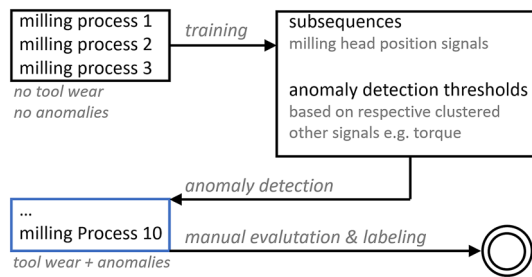 milling process 1
milling process 2
milling process 3
no tool wear
no anomalies
training
subsequences
milling head position signals
anomaly detection thresholds
based on respective clustered
other signals e.g. torque
anomaly detection
...
milling Process 10
tool wear + anomalies
manual evalutation & labeling